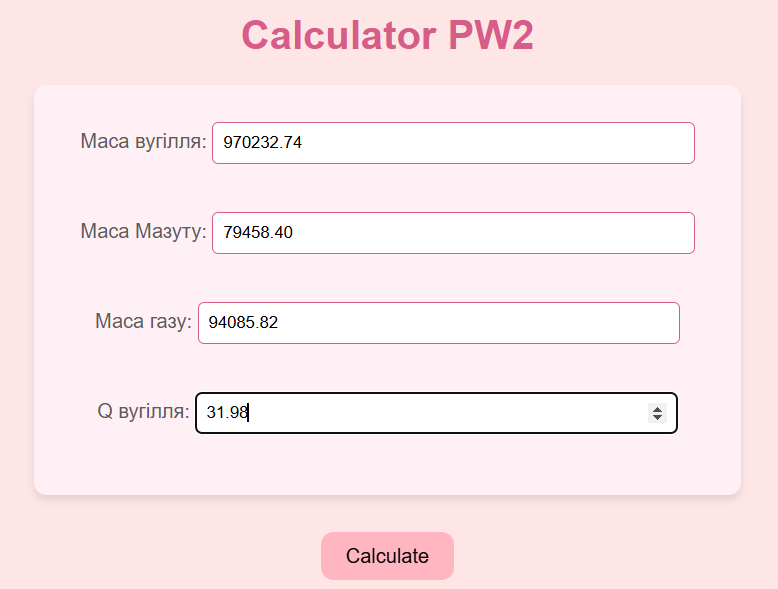 Calculator PW2
Маса вугілля: 970232.74
Маса Мазуту: 79458.40
Маса газу: 94085.82
Q вугілля: 31.98
Calculate